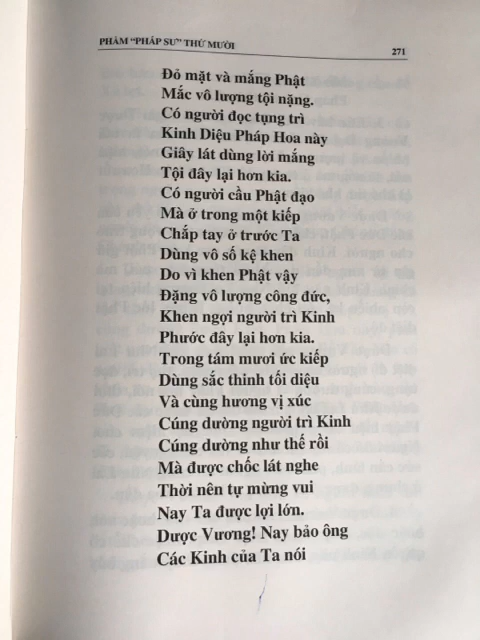 PHẨM "PHÁP SƯ" THỨ MƯỜI 271
Đỏ mặt và mắng Phật
Mắc vô lượng tội nặng.
Có người đọc tụng trì
Kinh Diệu Pháp Hoa này
Giây lát dùng lời mắng
Tội đây lại hơn kia.
Có người cầu Phật đạo
Mà ở trong một kiếp
Chắp tay ở trước Ta
Dùng vô số kệ khen
Do vì khen Phật vậy
Đặng vô lượng công đức,
Khen ngợi người trì Kinh
Phước đây lại hơn kia.
Trong tám mươi ức kiếp
Dùng sắc thinh tối diệu
Và cùng hương vị xúc
Cúng dường người trì Kinh
Cúng dường như thế rồi
Mà được chốc lát nghe
Thời nên tự mừng vui
Nay Ta được lợi lớn.
Dược Vương! Nay bảo ông
Các Kinh của Ta nói